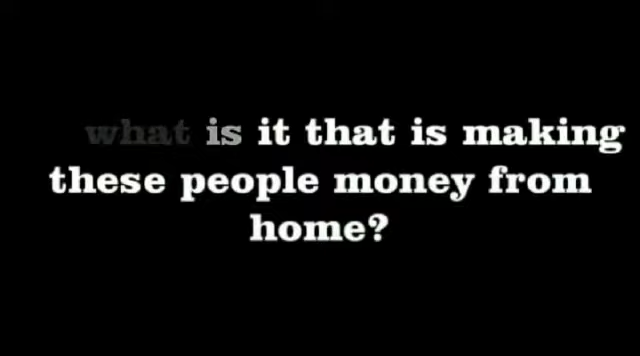 what is it that is making
these people money from
home?